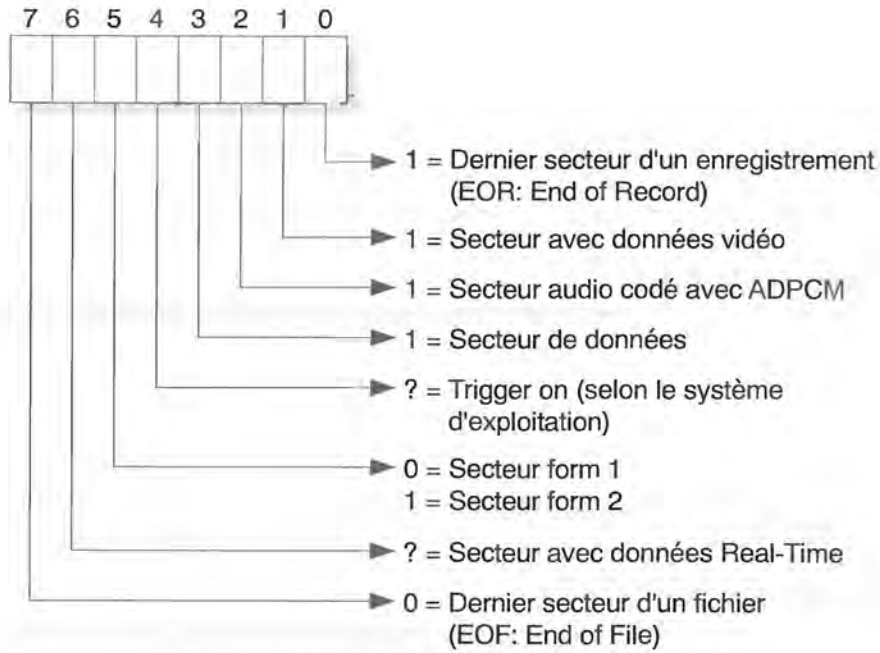 7 6 5 4 3 2 1 0
1 = Dernier secteur d'un enregistrement
(EOR: End of Record)
1 = Secteur avec données vidéo
1 = Secteur audio codé avec ADPCM
1 = Secteur de données
? = Trigger on (selon le système
d'exploitation)
0 = Secteur form 1
1 = Secteur form 2
? = Secteur avec données Real-Time
0 = Dernier secteur d'un fichier
(EOF: End of File)